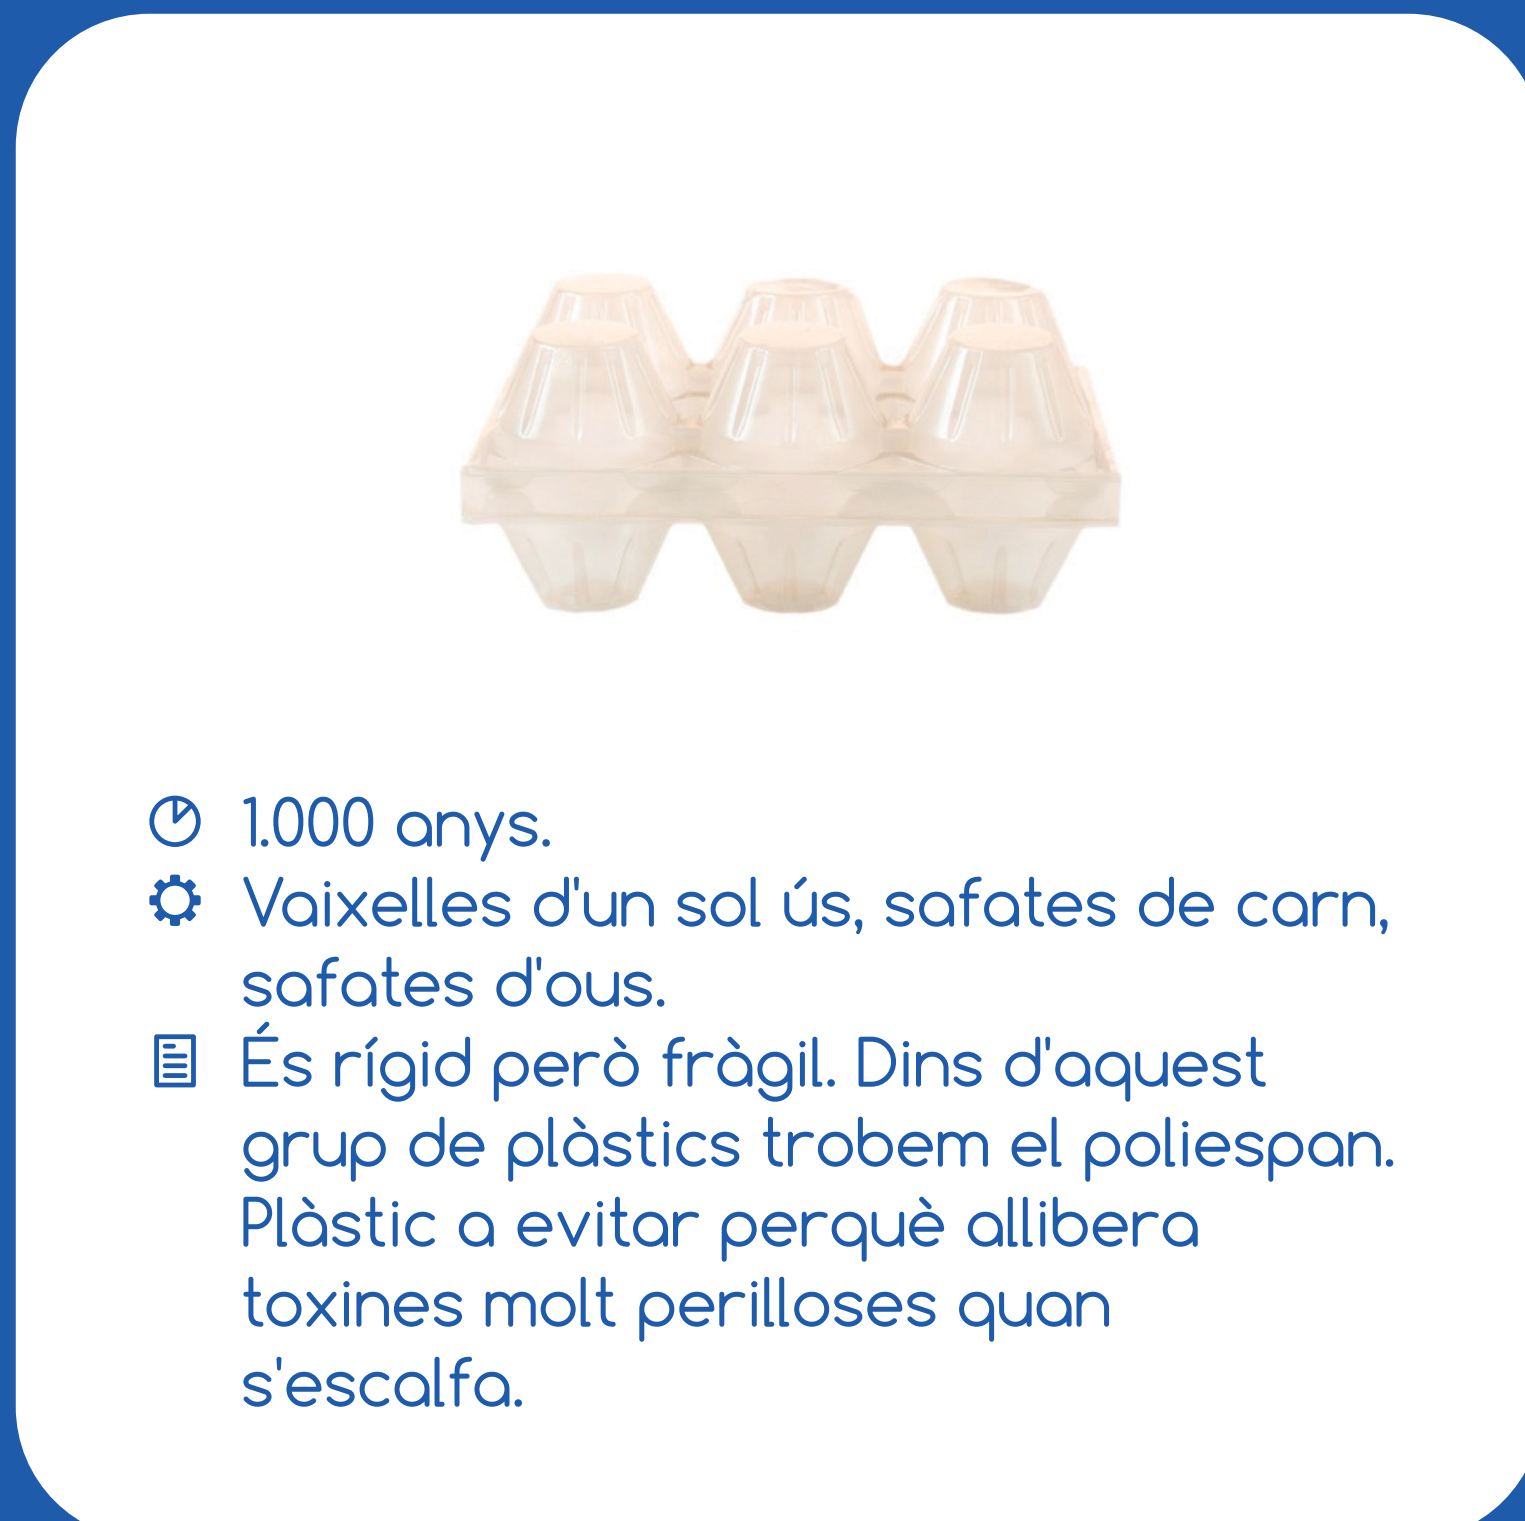 1.000 anys.
Vaixelles d'un sol ús, safates de carn,
safates d'ous.
És rígid però fràgil. Dins d'aquest
grup de plàstics trobem el poliespan.
Plàstic a evitar perquè allibera
toxines molt perilloses quan
s'escalfa.